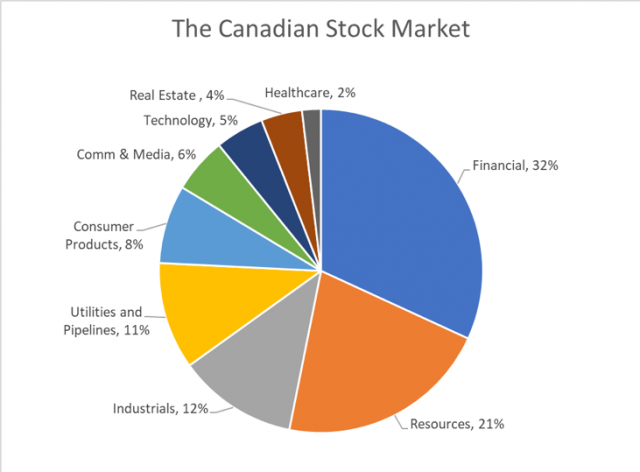 The Canadian Stock Market
Real Estate , 4%
Healthcare, 2%
Technology, 5%
Comm & Media, 6%
Financial, 32%
Consumer
Products, 8%
Utilities and
Pipelines, 11%
Industrials, 12%
Resources, 21%